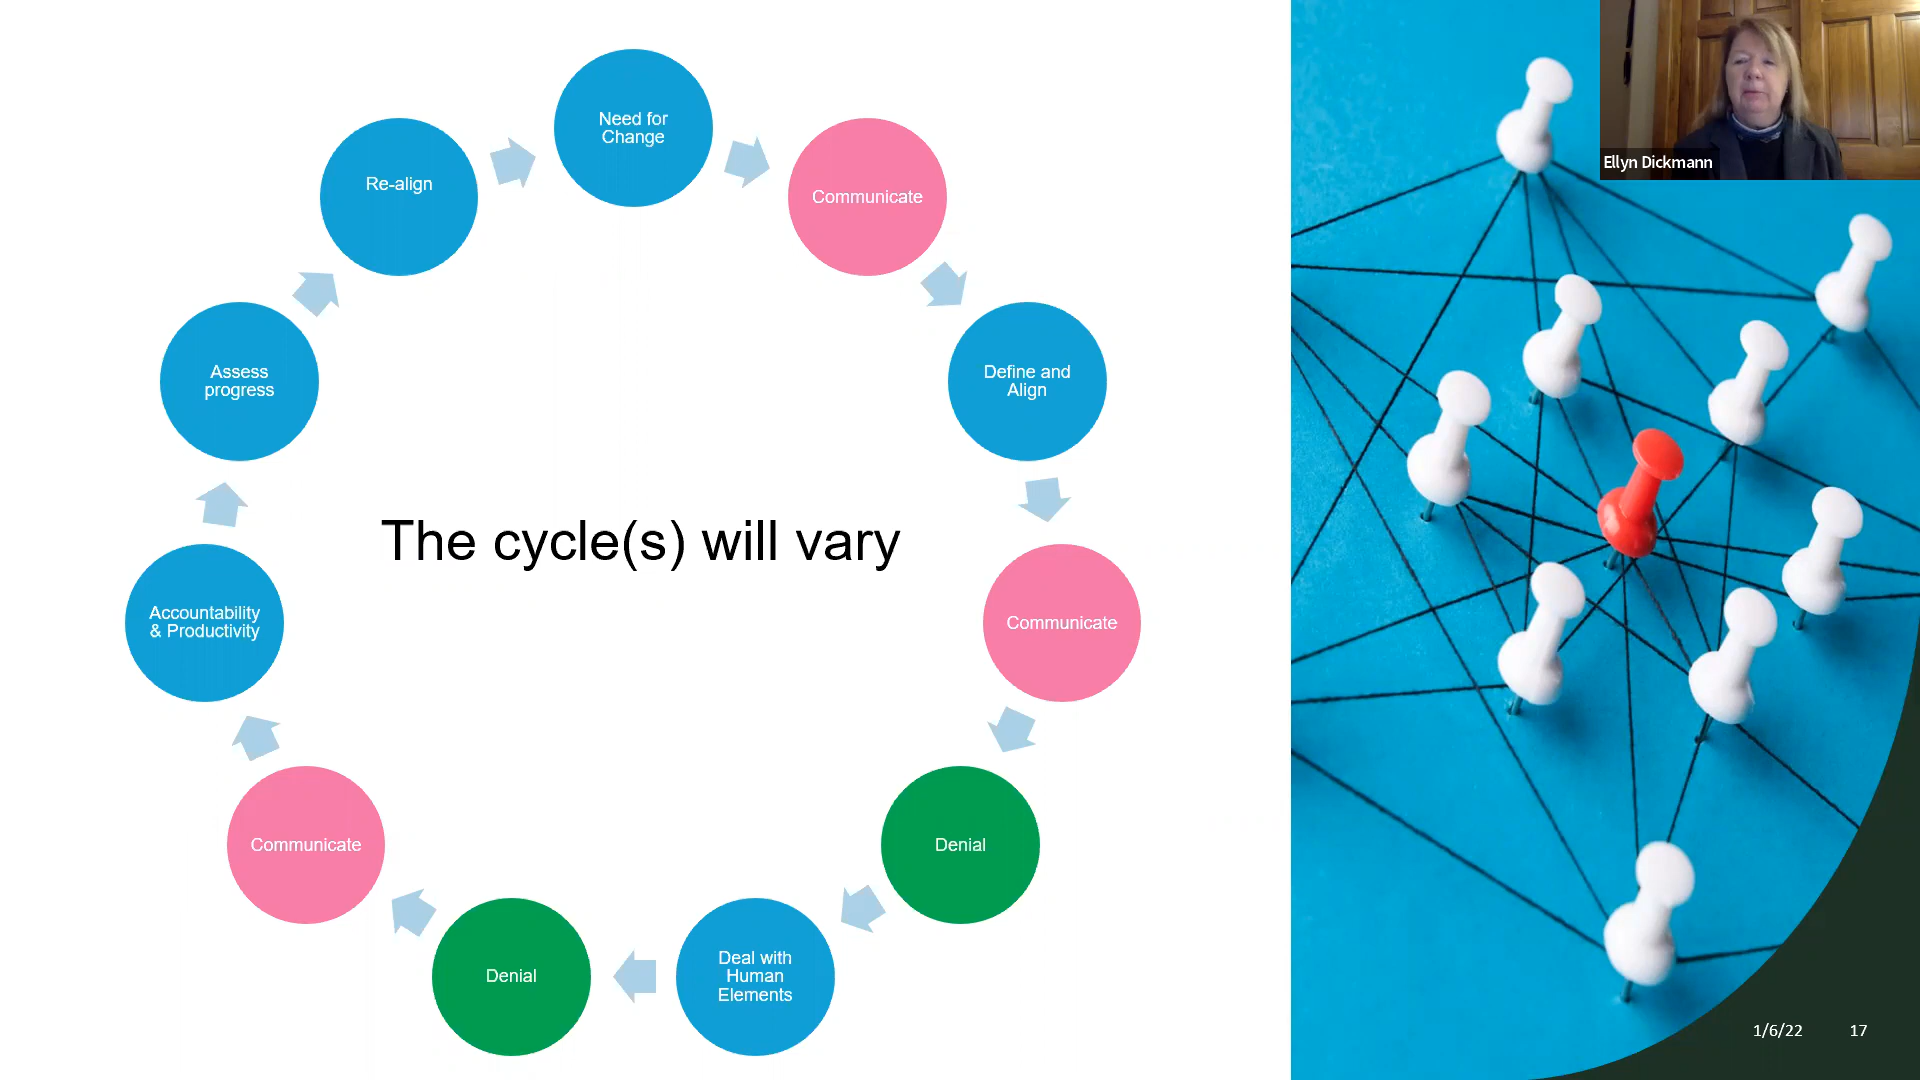 Need for
Change
Communicate
Define and
Align
Communicate
Denial
Deal with
Human
Elements
Denial
Communicate
Accountability
& Productivity
Assess
progress
Re-align
The cycle(s) will vary
Ellyn Dickmann
1/6/22
17